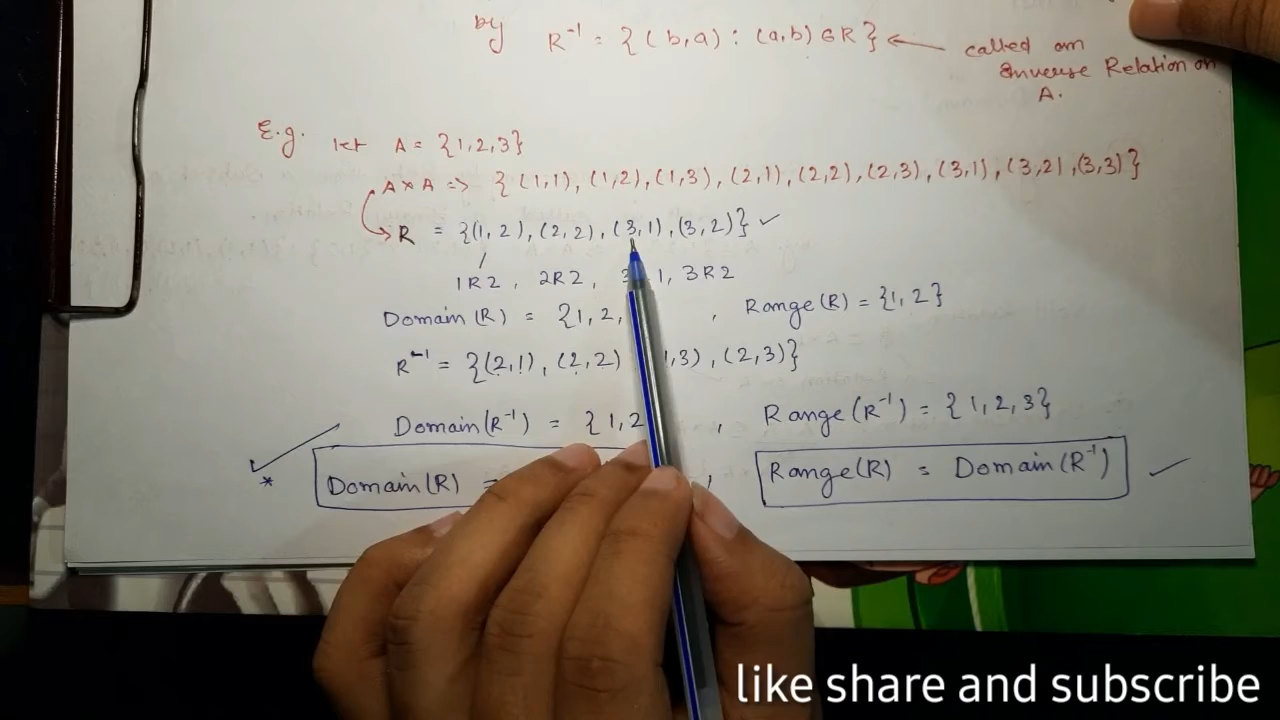 by R⁻¹ = {(b,a) : (a,b) ∈ R} ← called an
Inverse Relation on
A.
E.g. let A = {1,2,3}
A×A => {(1,1), (1,2), (1,3), (2,1), (2,2), (2,3), (3,1), (3,2), (3,3)}
R = {(1,2), (2,2), (3,1), (3,2)} ✓
1R2, 2R2, 1, 3R2
Domain(R) = {1,2, , Range(R) = {1,2}
R⁻¹ = {(2,1), (2,2) 1,3), (2,3)}
Domain(R⁻¹) = {1,2 , Range(R⁻¹) = {1,2,3}
* Domain(R) = , Range(R) = Domain(R⁻¹) ✓
like share and subscribe